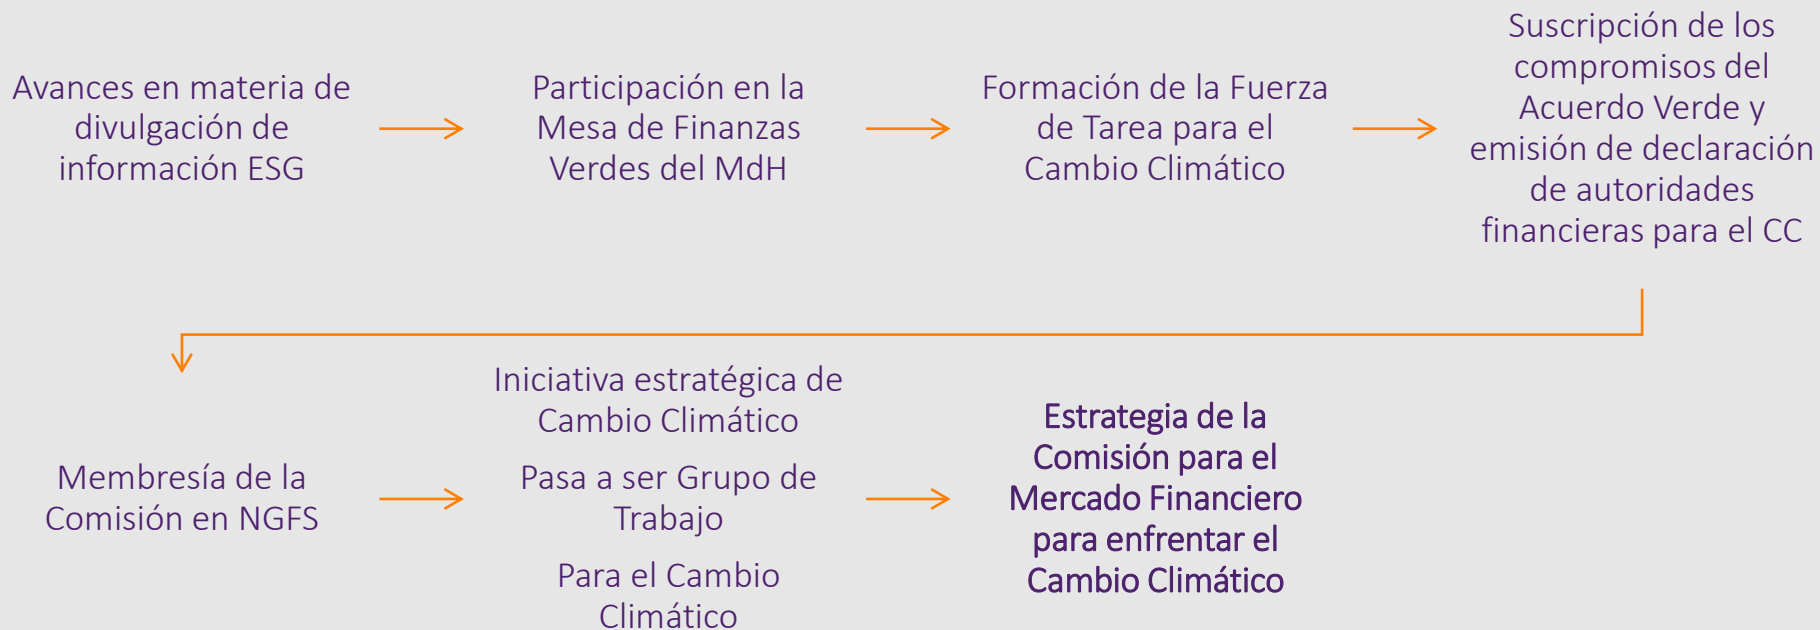 Avances en materia de
divulgación de
información ESG
Participación en la
Mesa de Finanzas
Verdes del MdH
Formación de la Fuerza
de Tarea para el
Cambio Climático
Suscripción de los
compromisos del
Acuerdo Verde y
emisión de declaración
de autoridades
financieras para el CC
Membresía de la
Comisión en NGFS
Iniciativa estratégica de
Cambio Climático
Pasa a ser Grupo de
Trabajo
Para el Cambio
Climático
Estrategia de la
Comisión para el
Mercado Financiero
para enfrentar el
Cambio Climático